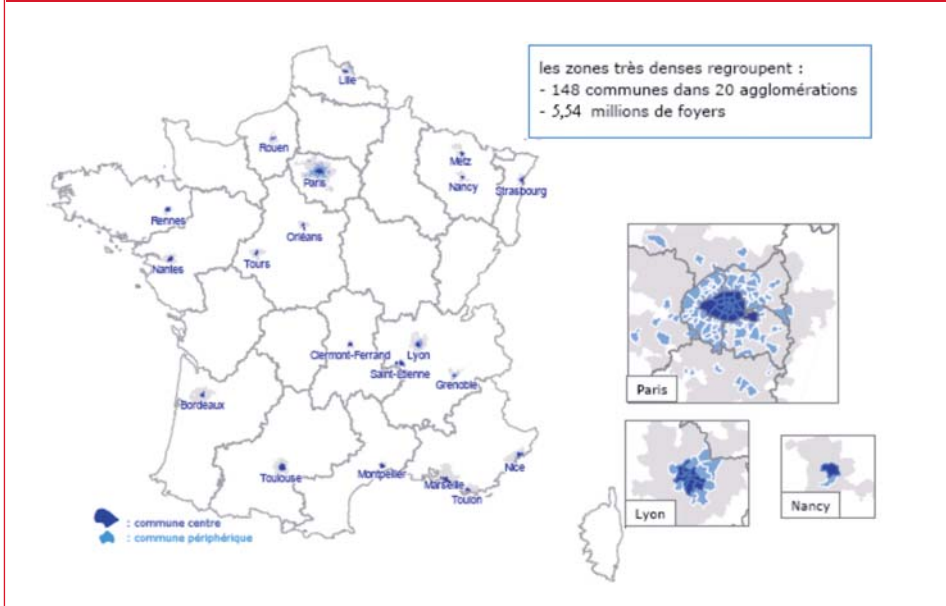 les zones très denses regroupent :
- 148 communes dans 20 agglomérations
- 5,54 millions de foyers
Lille
Rouen
Paris
Metz
Nancy
Strasbourg
Rennes
Orléans
Tours
Nantes
Clermont-Ferrand
Lyon
Saint-Etienne
Grenoble
Bordeaux
Toulouse
Montpellier
Marseille
Toulon
Nice
Paris
Lyon
Nancy
: commune centre
: commune périphérique